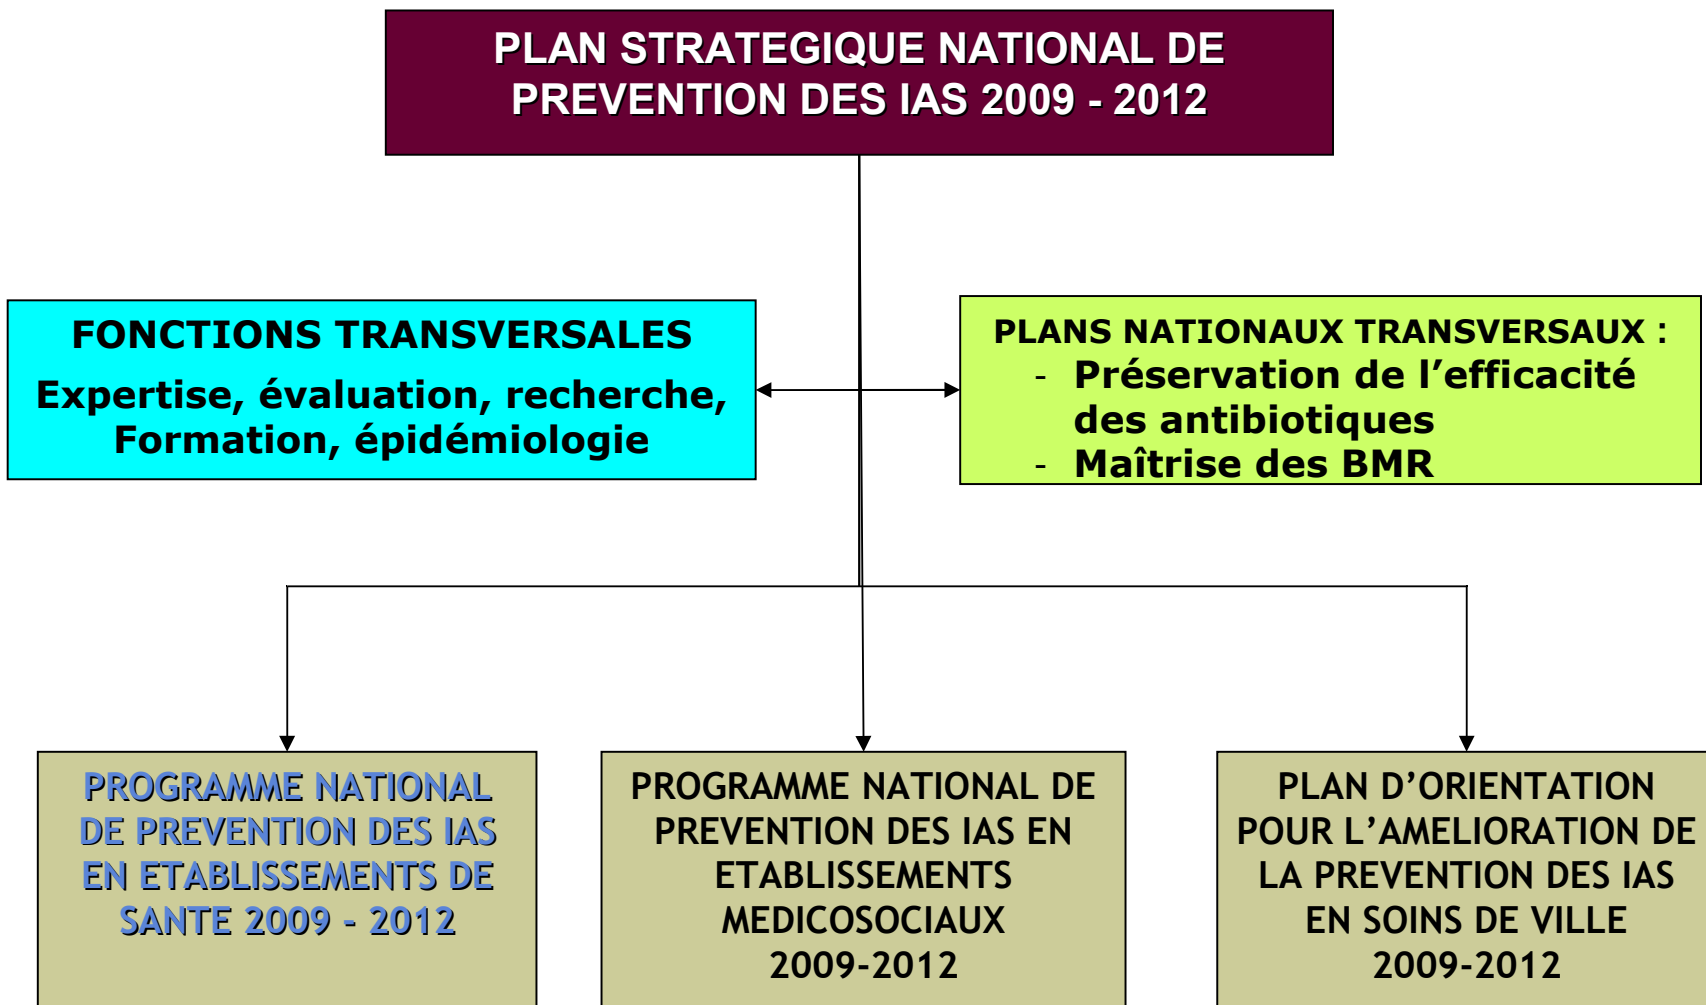 PLAN STRATEGIQUE NATIONAL DE
PREVENTION DES IAS 2009 - 2012
FONCTIONS TRANSVERSALES
Expertise, évaluation, recherche,
Formation, épidémiologie
PLANS NATIONAUX TRANSVERSAUX :
- Préservation de l’efficacité
des antibiotiques
- Maîtrise des BMR
PROGRAMME NATIONAL
DE PREVENTION DES IAS
EN ETABLISSEMENTS DE
SANTE 2009 - 2012
PROGRAMME NATIONAL DE
PREVENTION DES IAS EN
ETABLISSEMENTS
MEDICOSOCIAUX
2009-2012
PLAN D’ORIENTATION
POUR L’AMELIORATION DE
LA PREVENTION DES IAS
EN SOINS DE VILLE
2009-2012